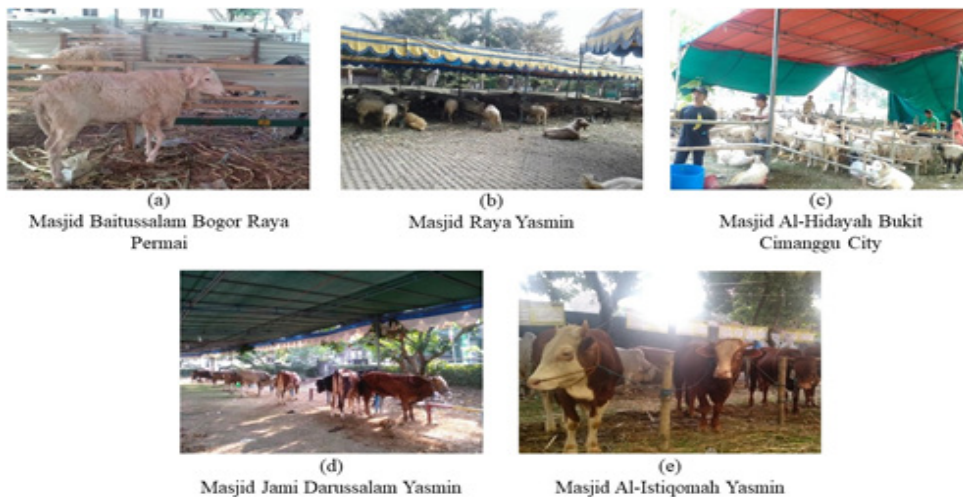 (a)
Masjid Baitussalam Bogor Raya
Permai
(b)
Masjid Raya Yasmin
(c)
Masjid Al-Hidayah Bukit
Cimanggu City
(d)
Masjid Jami Darussalam Yasmin
(e)
Masjid Al-Istiqomah Yasmin